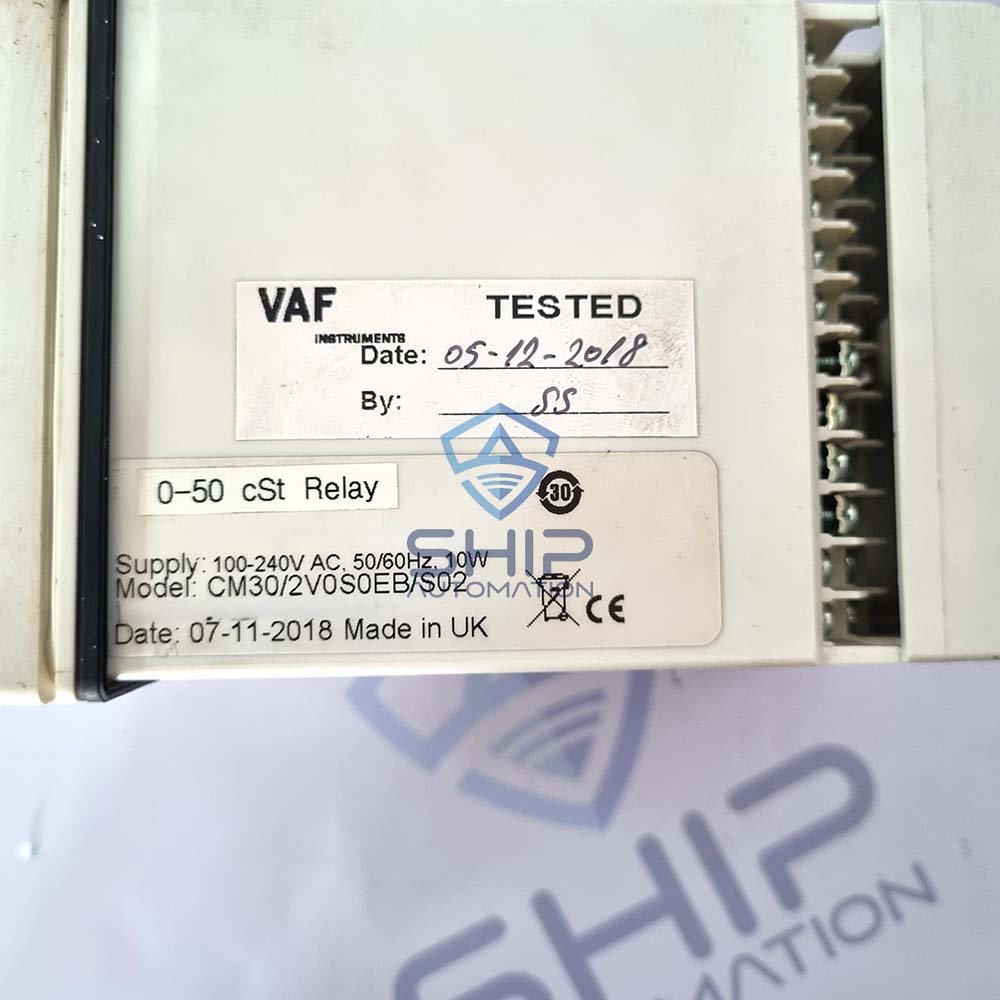 VAF
INSTRUMENTS
TESTED
Date: 05-12-2018
By: SS
0-50 cSt Relay
30
Supply: 100-240V AC, 50/60Hz, 10W
Model: CM30/2V0S0EB/S02
Date: 07-11-2018 Made in UK
CE
SHIP
AUTOMATION
SHIP
AUTOMATION